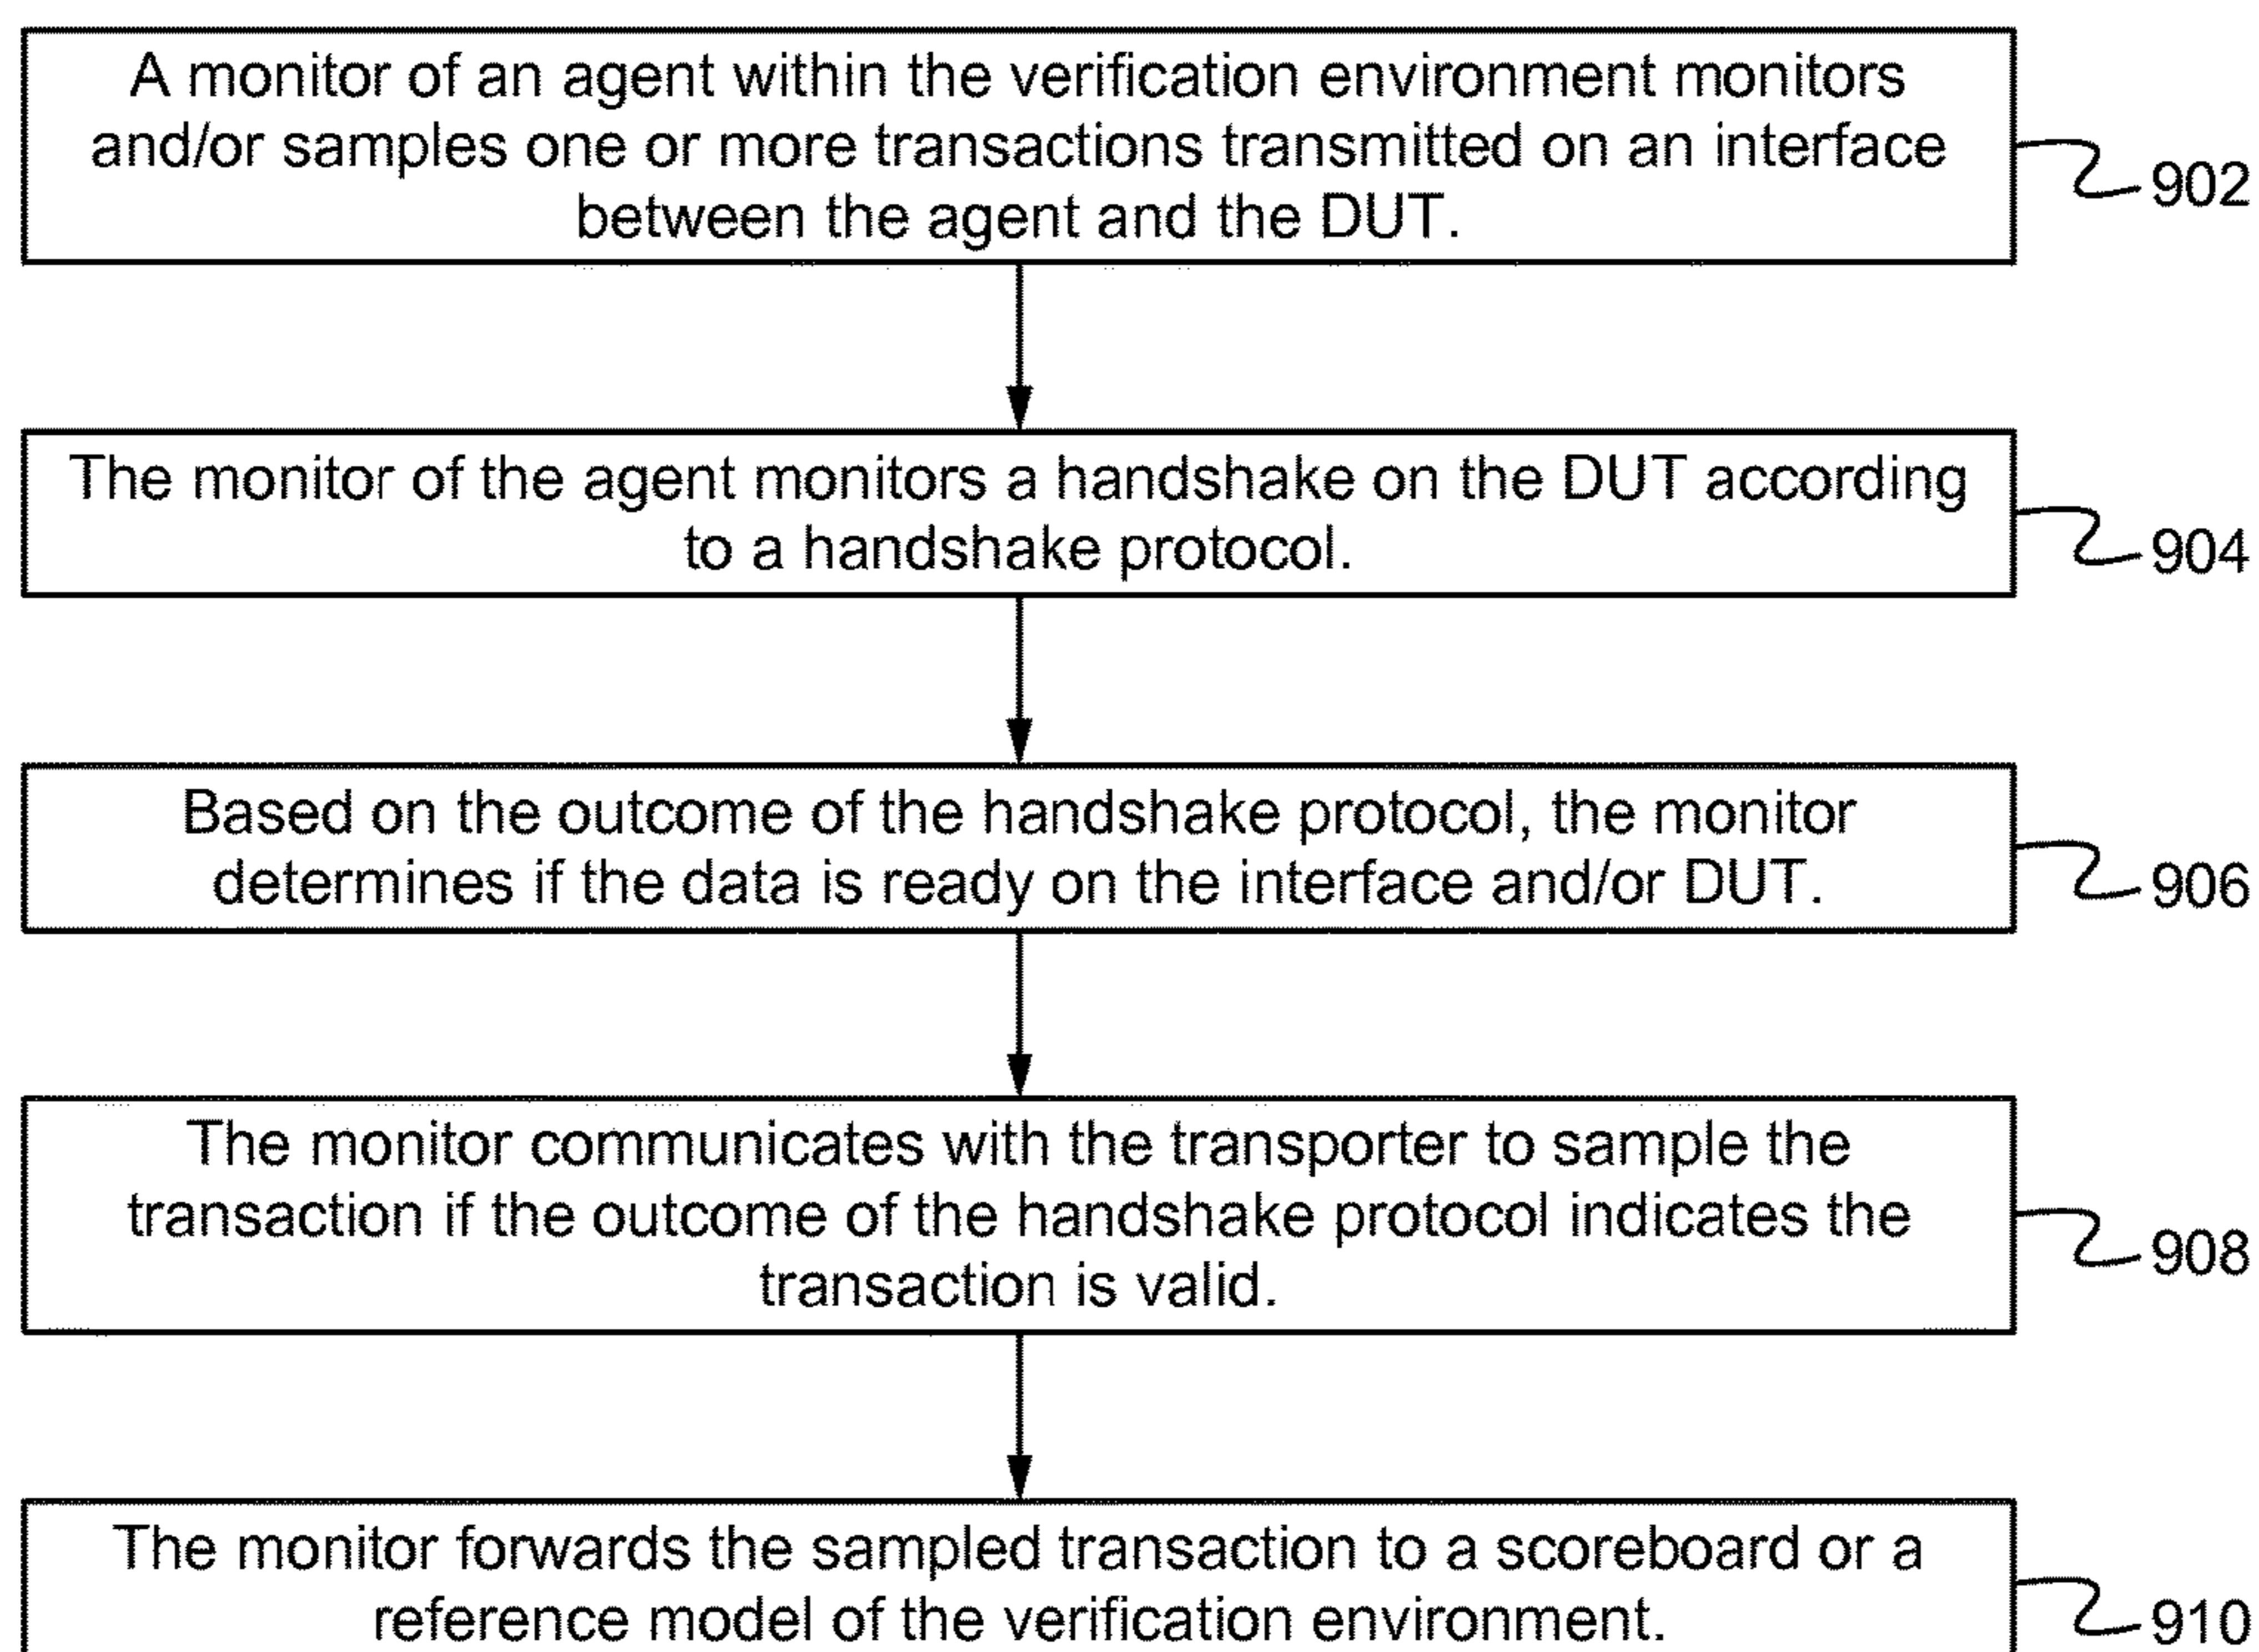 A monitor of an agent within the verification environment monitors
and/or samples one or more transactions transmitted on an interface
between the agent and the DUT.
902
The monitor of the agent monitors a handshake on the DUT according
to a handshake protocol.
904
Based on the outcome of the handshake protocol, the monitor
determines if the data is ready on the interface and/or DUT.
906
The monitor communicates with the transporter to sample the
transaction if the outcome of the handshake protocol indicates the
transaction is valid.
908
The monitor forwards the sampled transaction to a scoreboard or a
reference model of the verification environment.
910